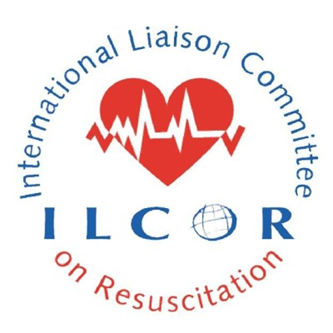 International Liaison Committee
ILCOR
on Resuscitation